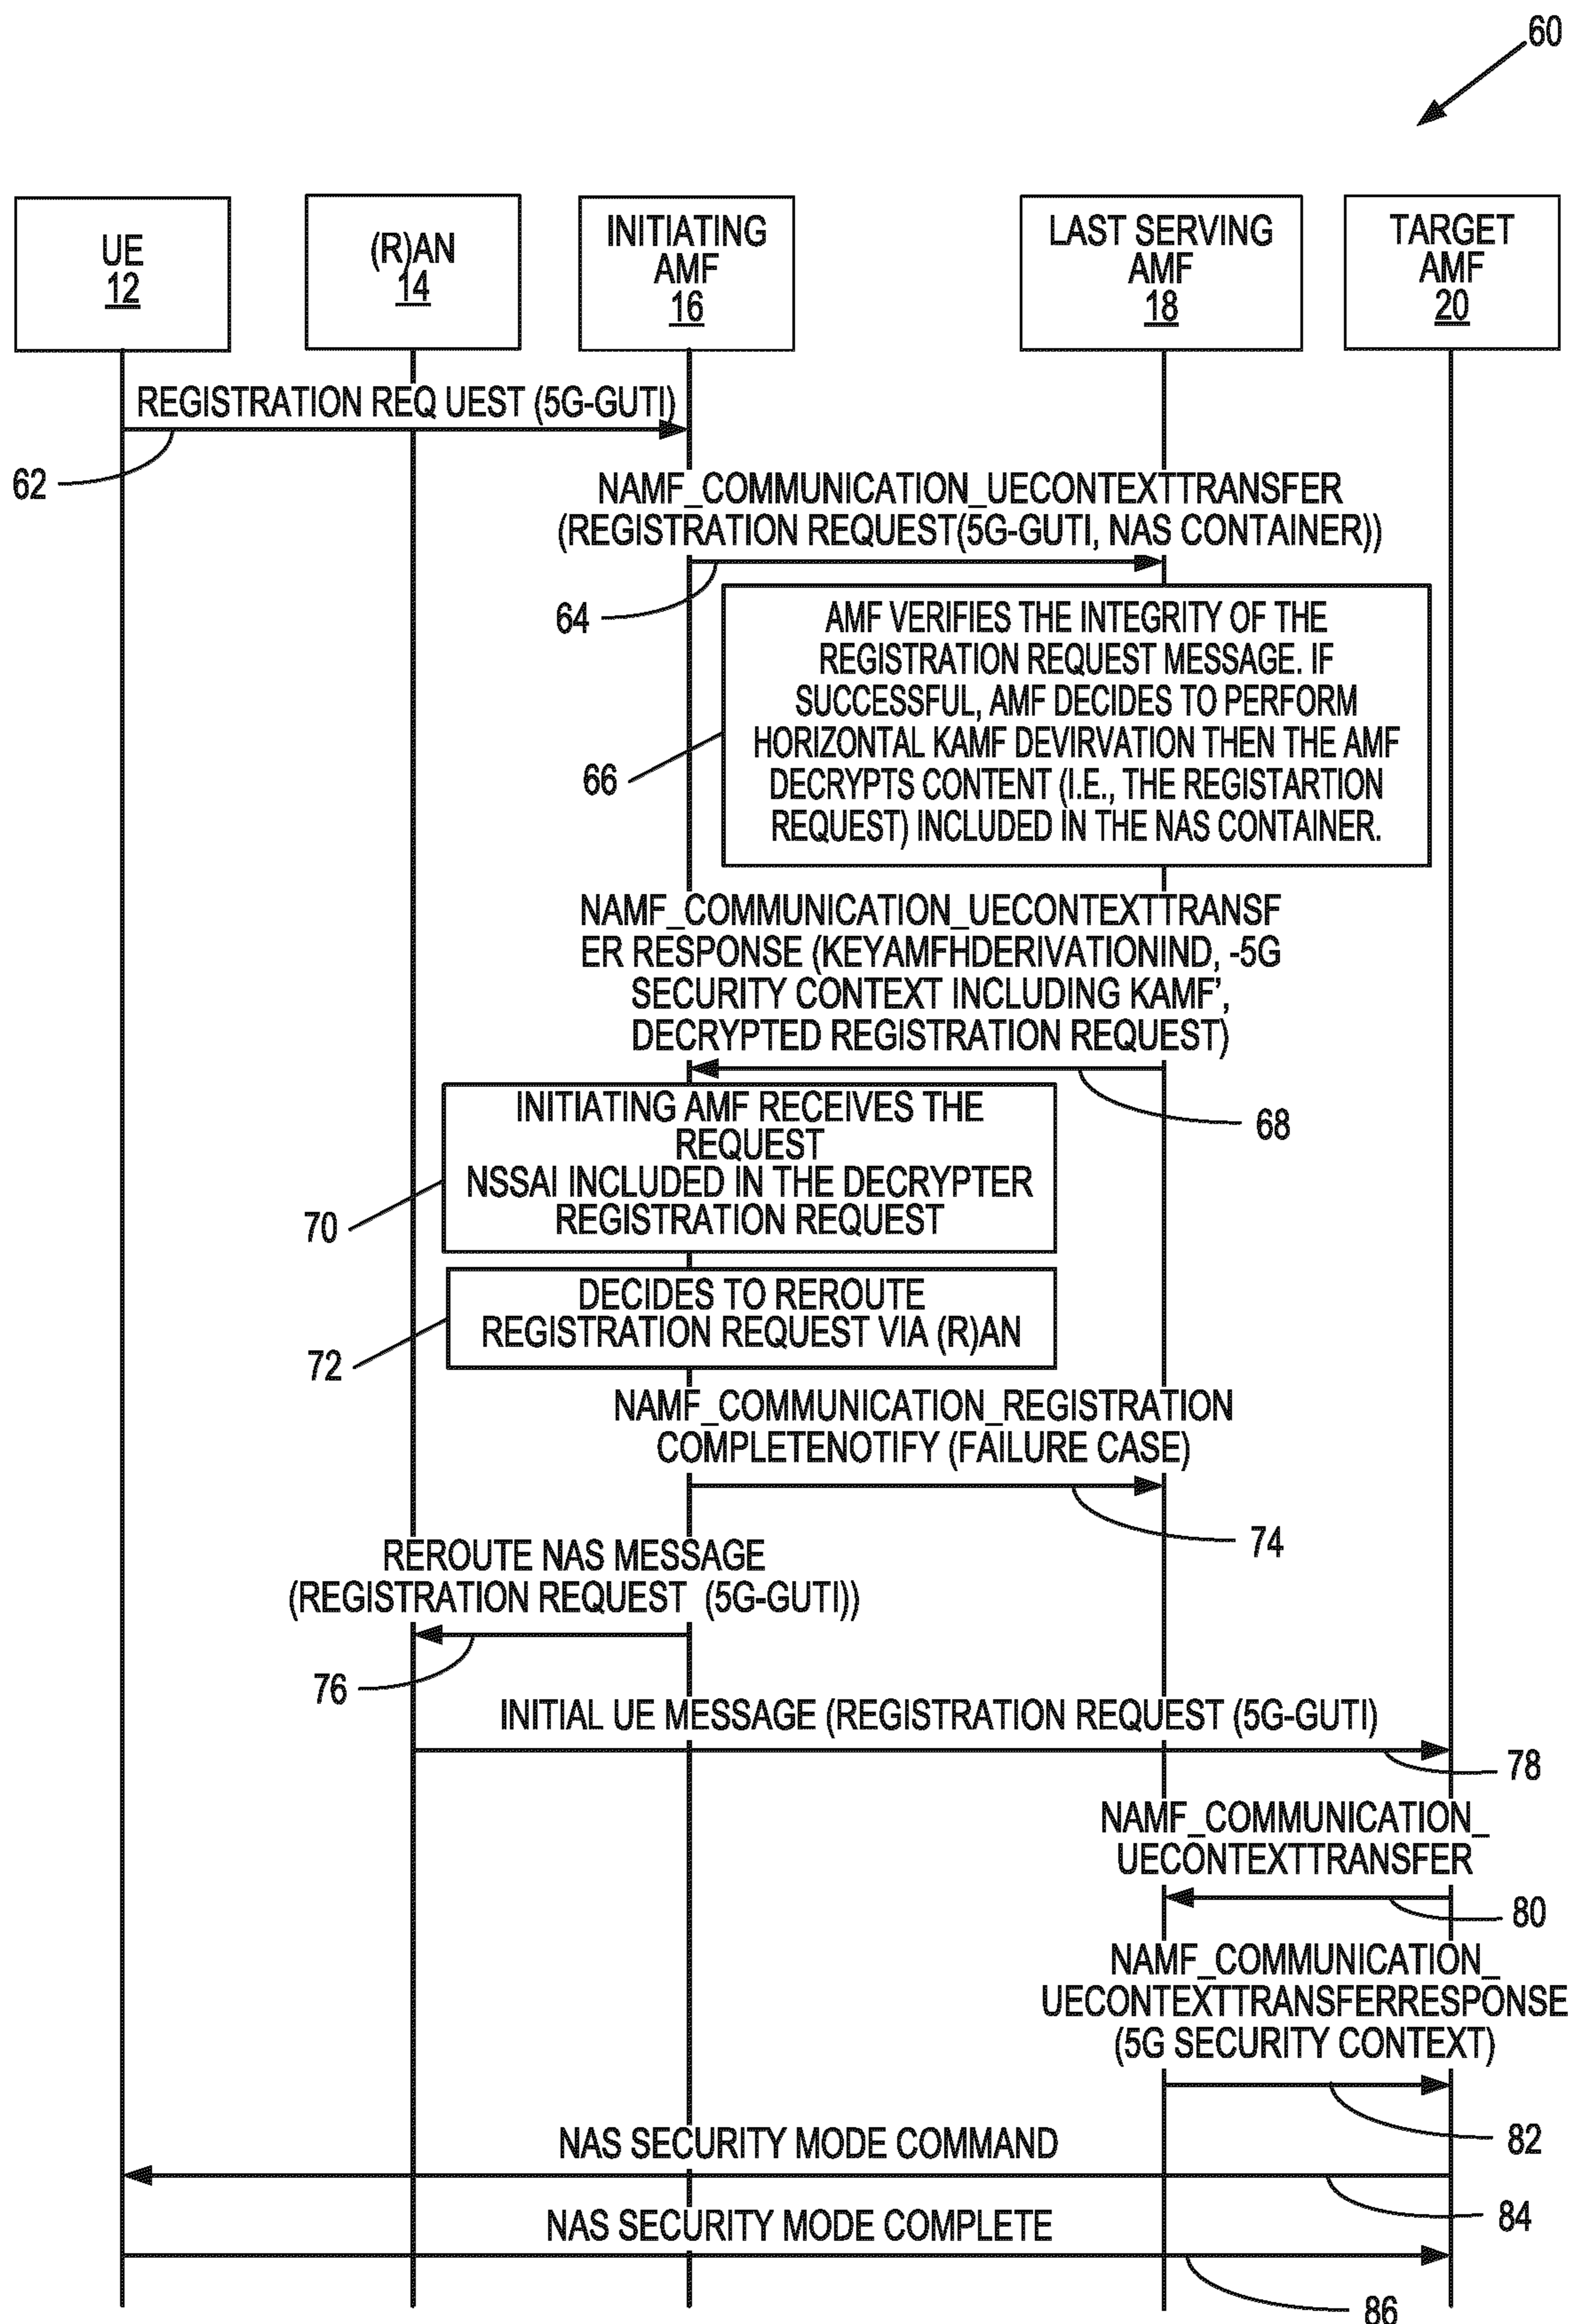 60
UE
12
(R)AN
14
INITIATING
AMF
16
LAST SERVING
AMF
18
TARGET
AMF
20
REGISTRATION REQ UEST (5G-GUTI)
62
NAMF_COMMUNICATION_UECONTEXTTRANSFER
(REGISTRATION REQUEST(5G-GUTI, NAS CONTAINER))
64
AMF VERIFIES THE INTEGRITY OF THE
REGISTRATION REQUEST MESSAGE. IF
SUCCESSFUL, AMF DECIDES TO PERFORM
HORIZONTAL KAMF DEVIRVATION THEN THE AMF
DECRYPTS CONTENT (I.E., THE REGISTARTION
REQUEST) INCLUDED IN THE NAS CONTAINER.
66
NAMF_COMMUNICATION_UECONTEXTTRANSF
ER RESPONSE (KEYAMFHDERIVATIONIND, -5G
SECURITY CONTEXT INCLUDING KAMF’,
DECRYPTED REGISTRATION REQUEST)
68
INITIATING AMF RECEIVES THE
REQUEST
NSSAI INCLUDED IN THE DECRYPTER
REGISTRATION REQUEST
70
DECIDES TO REROUTE
REGISTRATION REQUEST VIA (R)AN
72
NAMF_COMMUNICATION_REGISTRATION
COMPLETENOTIFY (FAILURE CASE)
74
REROUTE NAS MESSAGE
(REGISTRATION REQUEST (5G-GUTI))
76
INITIAL UE MESSAGE (REGISTRATION REQUEST (5G-GUTI)
78
NAMF_COMMUNICATION_
UECONTEXTTRANSFER
80
NAMF_COMMUNICATION_
UECONTEXTTRANSFERRESPONSE
(5G SECURITY CONTEXT)
82
NAS SECURITY MODE COMMAND
84
NAS SECURITY MODE COMPLETE
86